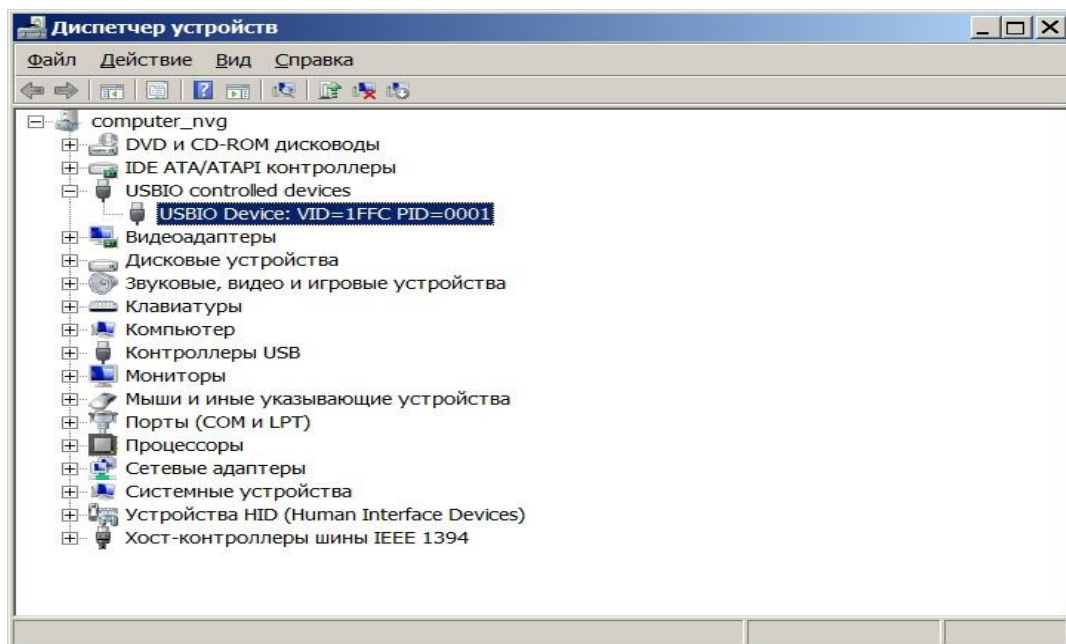 Диспетчер устройств
Файл Действие Вид Справка
computer_nvg
DVD и CD-ROM дисководы
IDE ATA/ATAPI контроллеры
USBIO controlled devices
USBIO Device: VID=1FFC PID=0001
Видеоадаптеры
Дисковые устройства
Звуковые, видео и игровые устройства
Клавиатуры
Компьютер
Контроллеры USB
Мониторы
Мыши и иные указывающие устройства
Порты (COM и LPT)
Процессоры
Сетевые адаптеры
Системные устройства
Устройства HID (Human Interface Devices)
Хост-контроллеры шины IEEE 1394